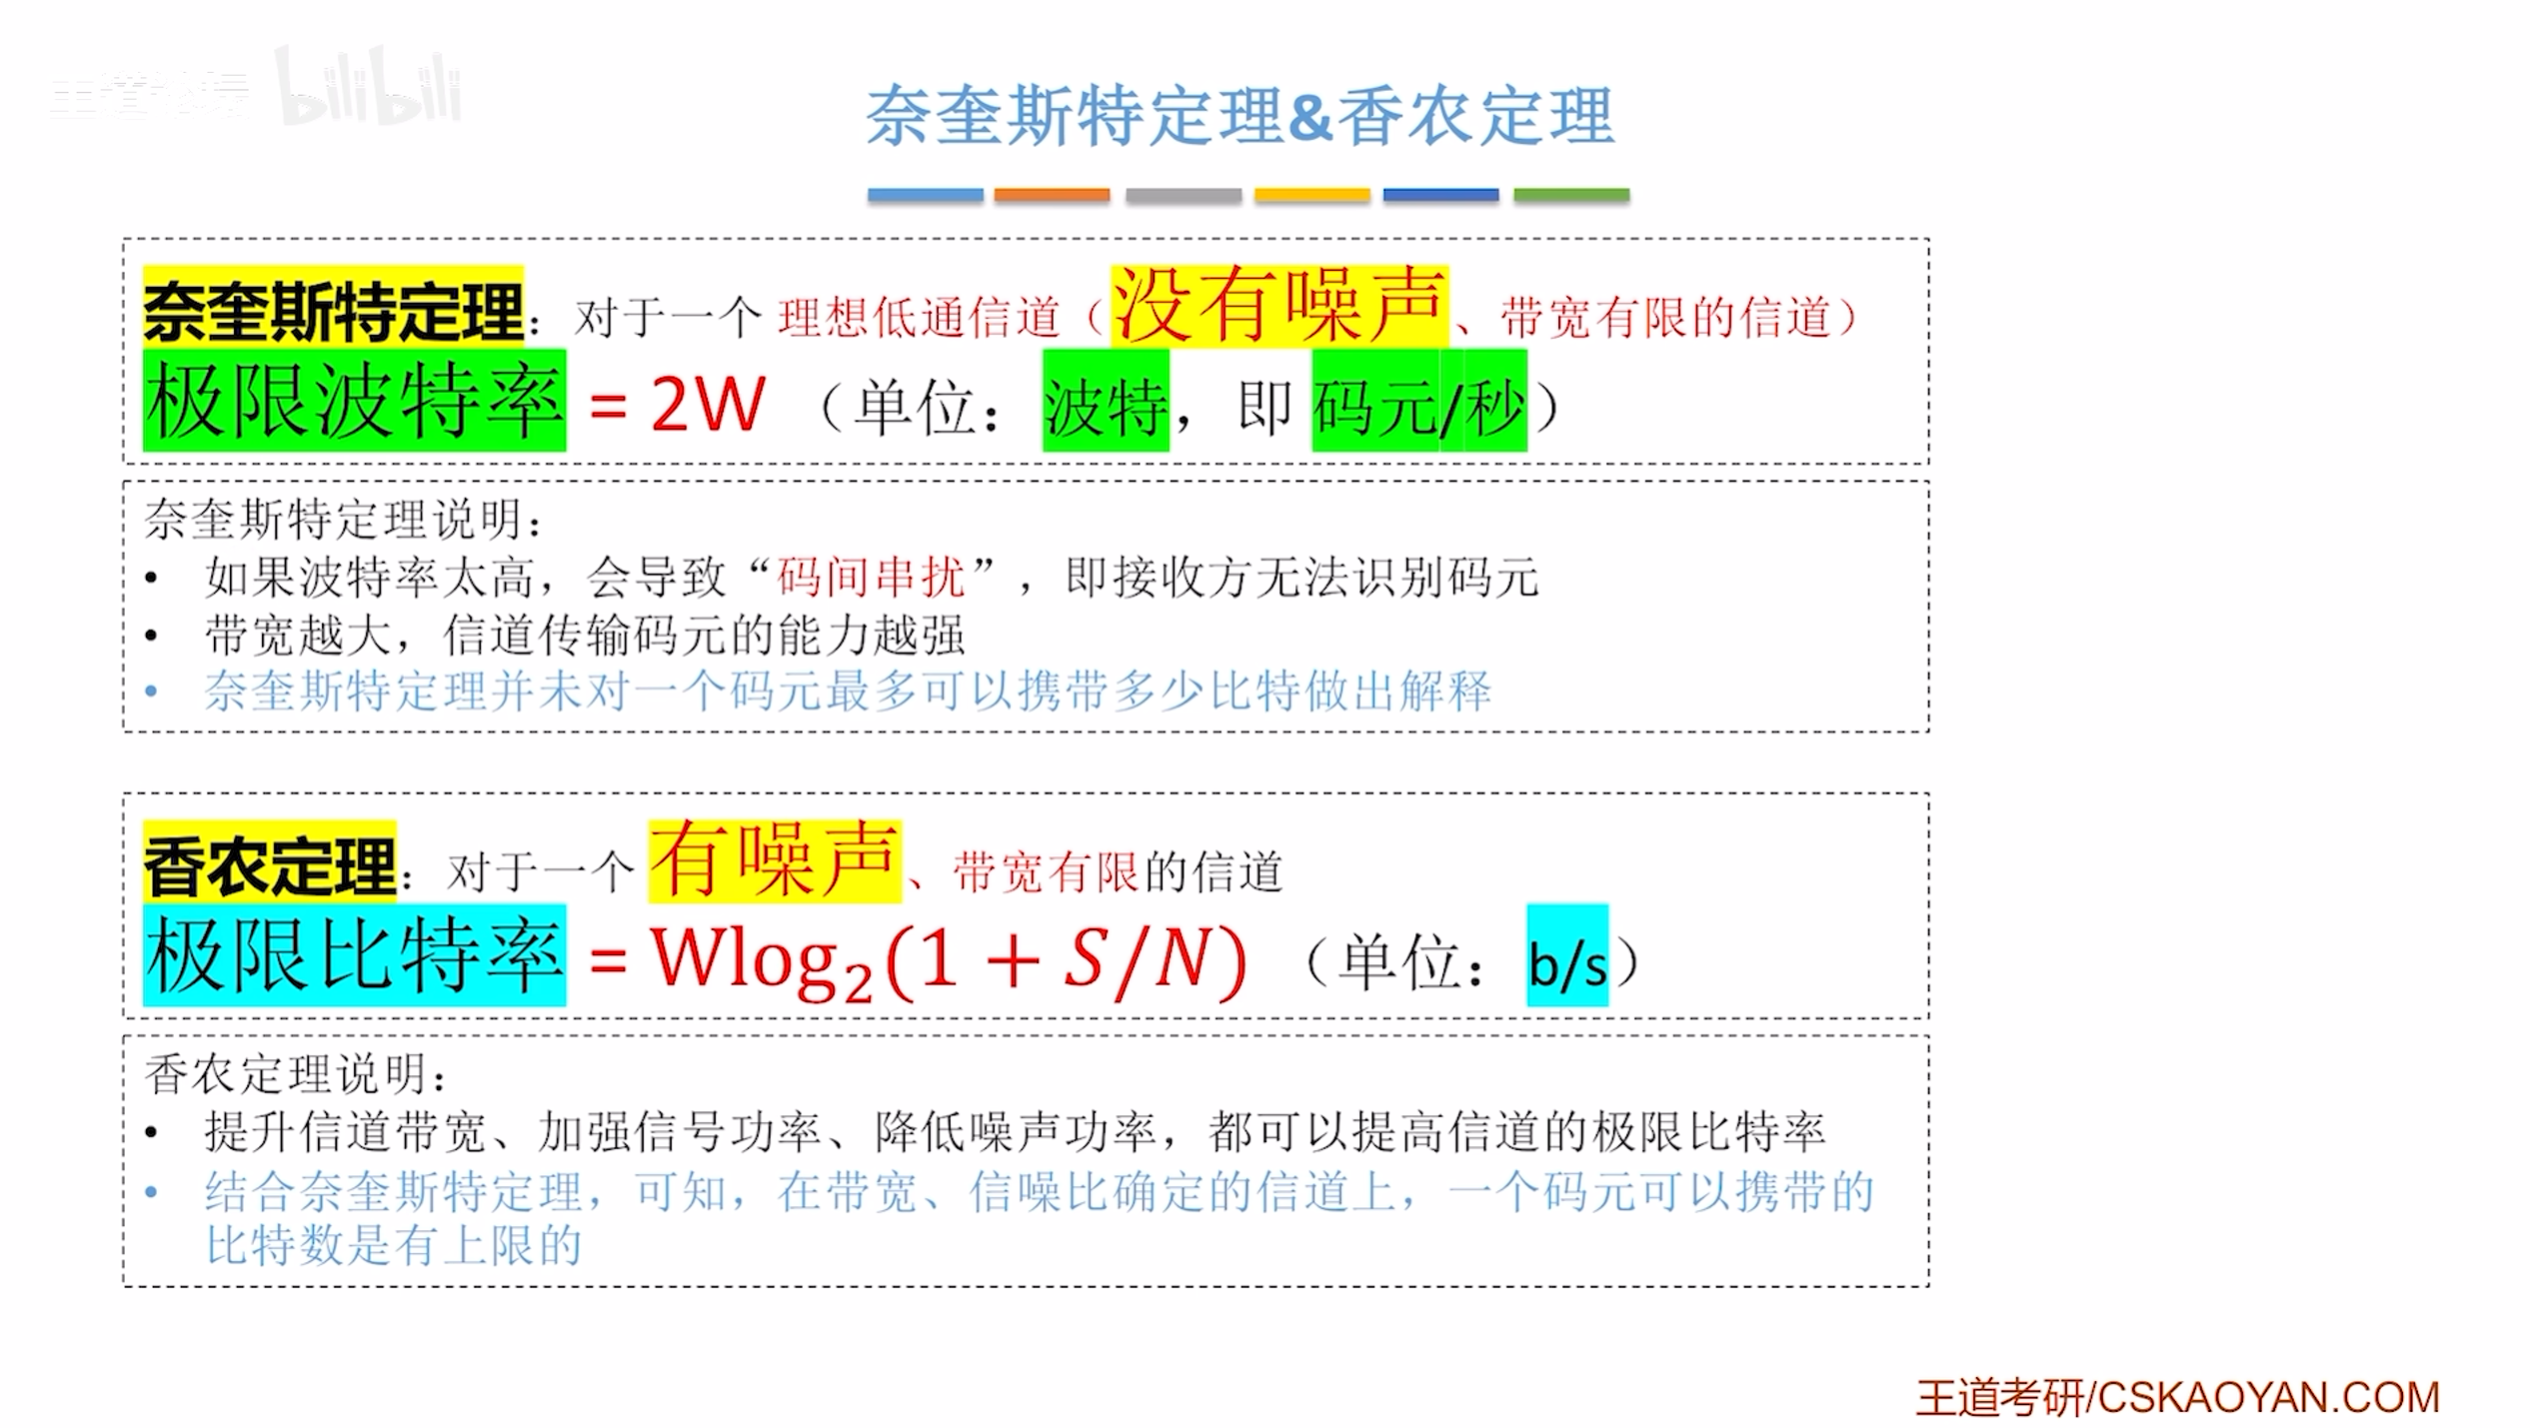 王道论坛 bilibili
奈奎斯特定理&香农定理
奈奎斯特定理：对于一个 理想低通信道（没有噪声、带宽有限的信道）
极限波特率 = 2W （单位：波特，即 码元/秒）
奈奎斯特定理说明：
• 如果波特率太高，会导致“码间串扰”，即接收方无法识别码元
• 带宽越大，信道传输码元的能力越强
• 奈奎斯特定理并未对一个码元最多可以携带多少比特做出解释
香农定理：对于一个 有噪声、带宽有限的信道
极限比特率 = Wlog₂(1 + S/N) （单位：b/s）
香农定理说明：
• 提升信道带宽、加强信号功率、降低噪声功率，都可以提高信道的极限比特率
• 结合奈奎斯特定理，可知，在带宽、信噪比确定的信道上，一个码元可以携带的
比特数是有上限的
王道考研/CSKAOYAN.COM